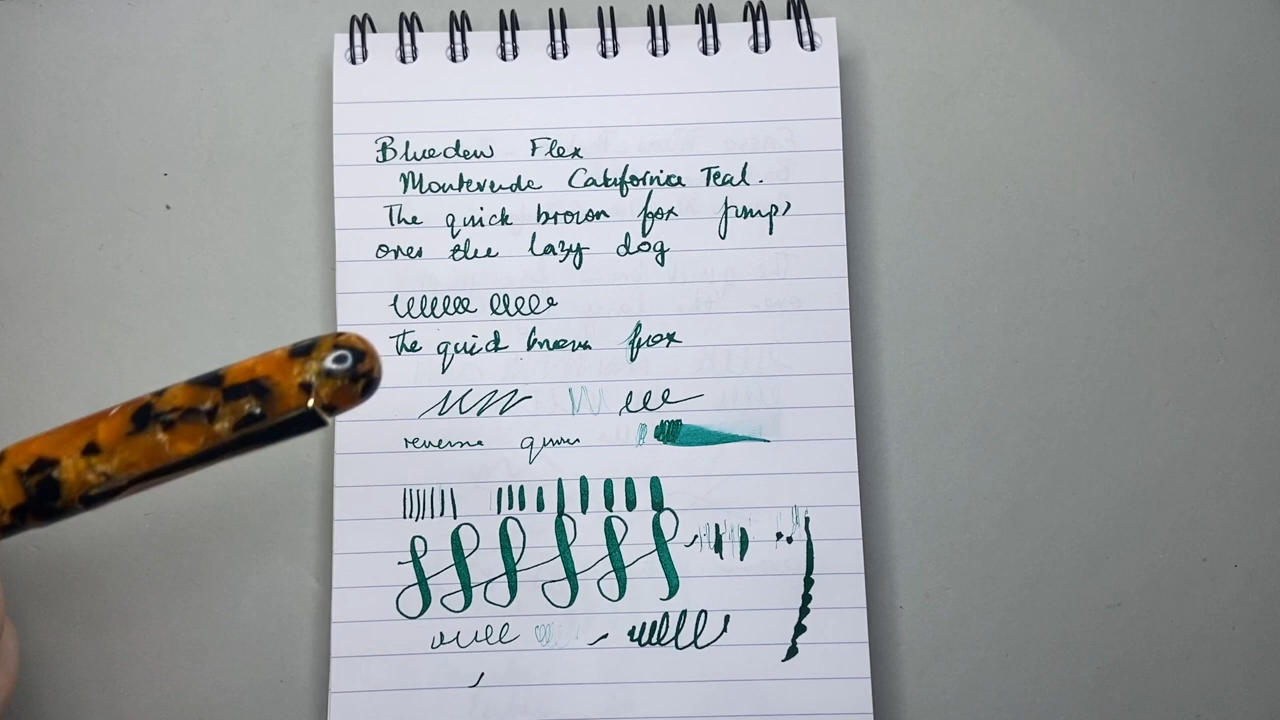 Bluedew Flex
Monteverde California Teal.
The quick brown fox jumps
over the lazy dog
The quick brown fox
reverse